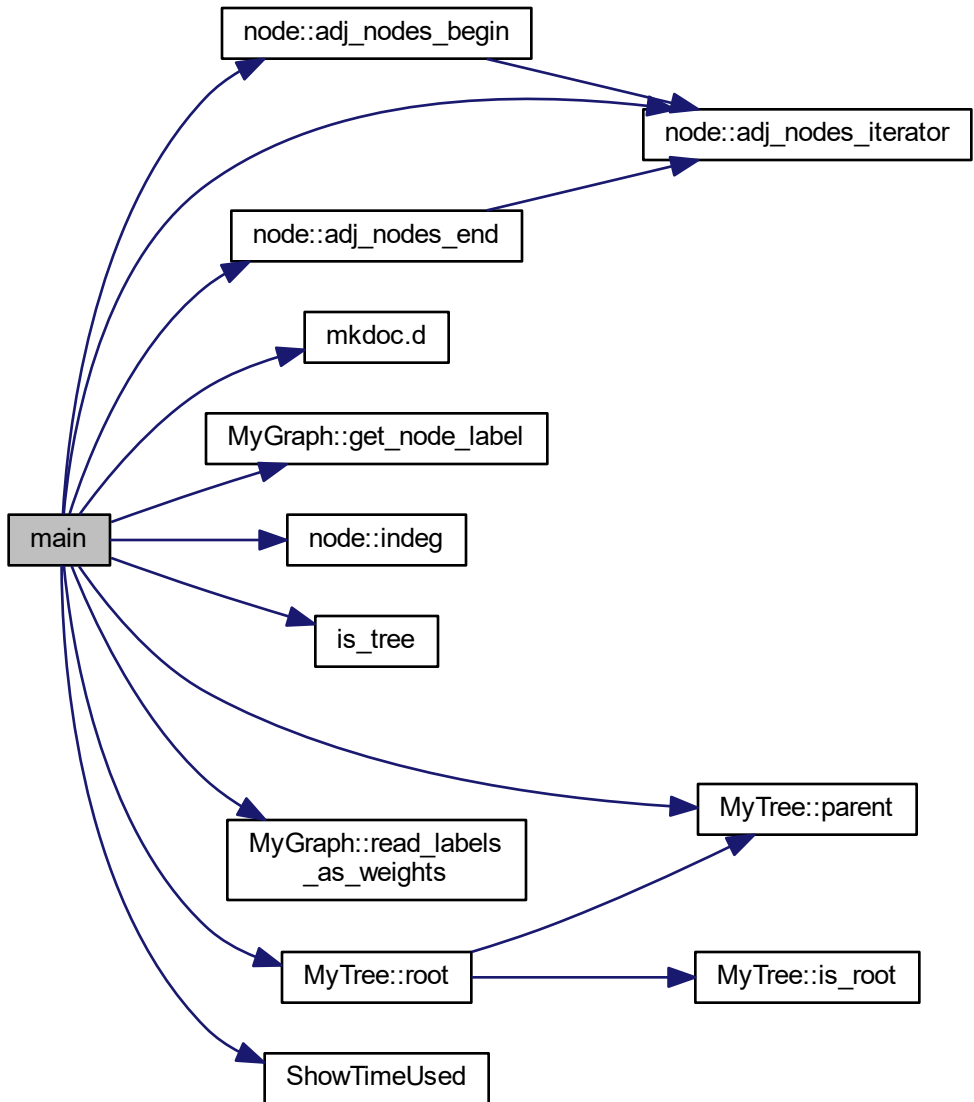 node::adj_nodes_begin
node::adj_nodes_iterator
node::adj_nodes_end
mkdoc.d
MyGraph::get_node_label
main
node::indeg
is_tree
MyTree::parent
MyGraph::read_labels
_as_weights
MyTree::root
MyTree::is_root
ShowTimeUsed